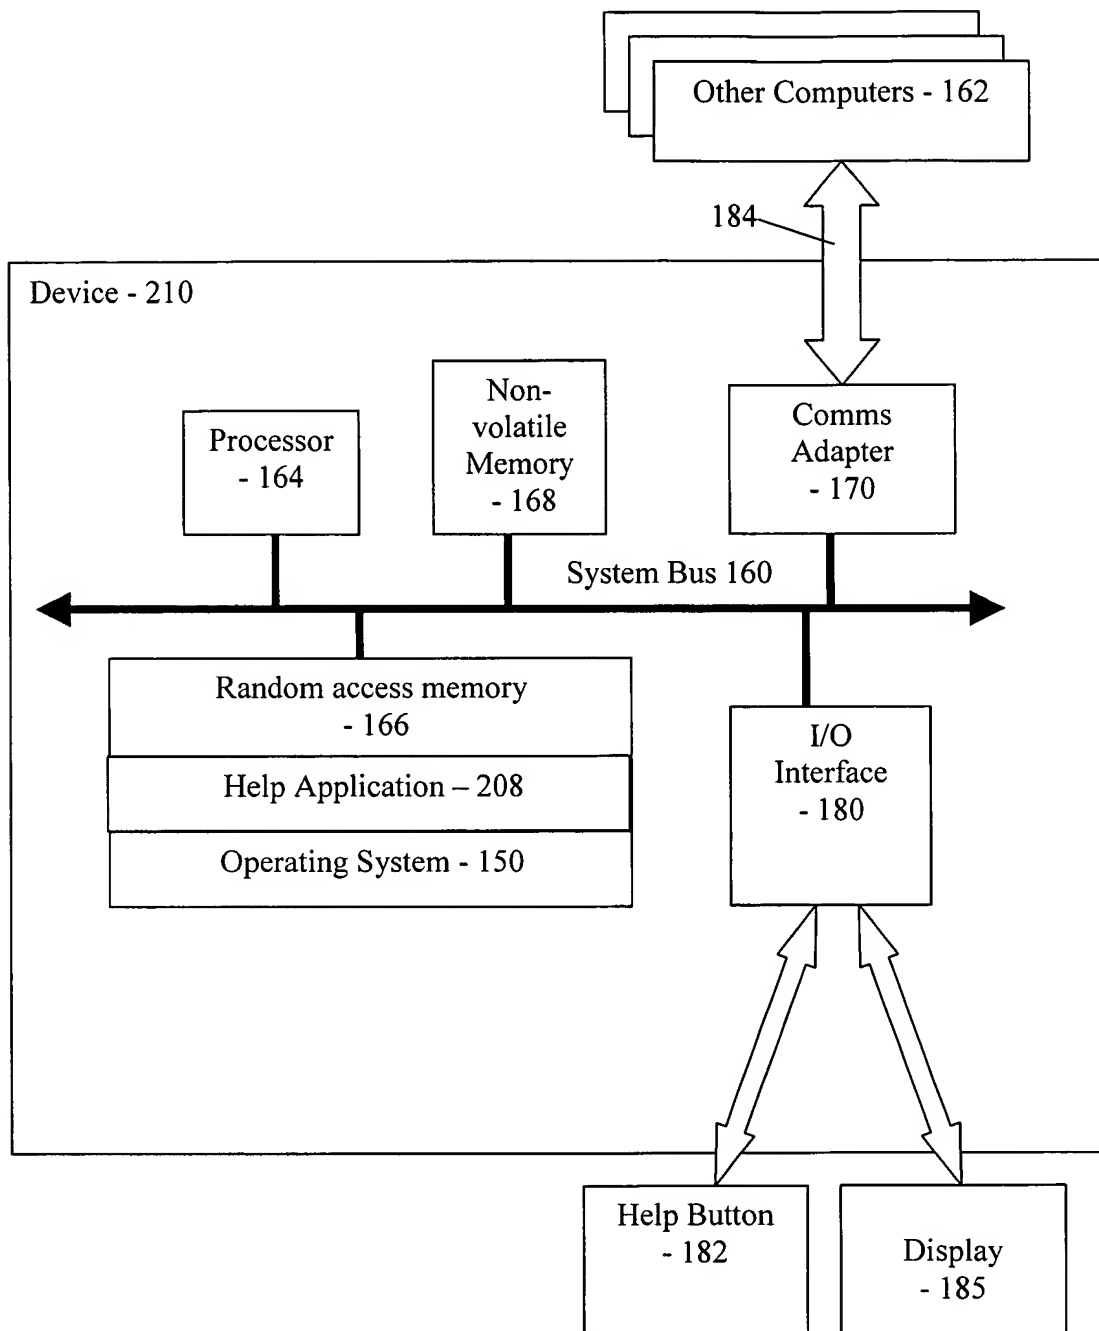 Other Computers - 162
184
Device - 210
Non-
volatile
Memory
- 168
Comms
Adapter
- 170
Processor
- 164
System Bus 160
Random access memory
- 166
Help Application – 208
Operating System - 150
I/O
Interface
- 180
Help Button
- 182
Display
- 185